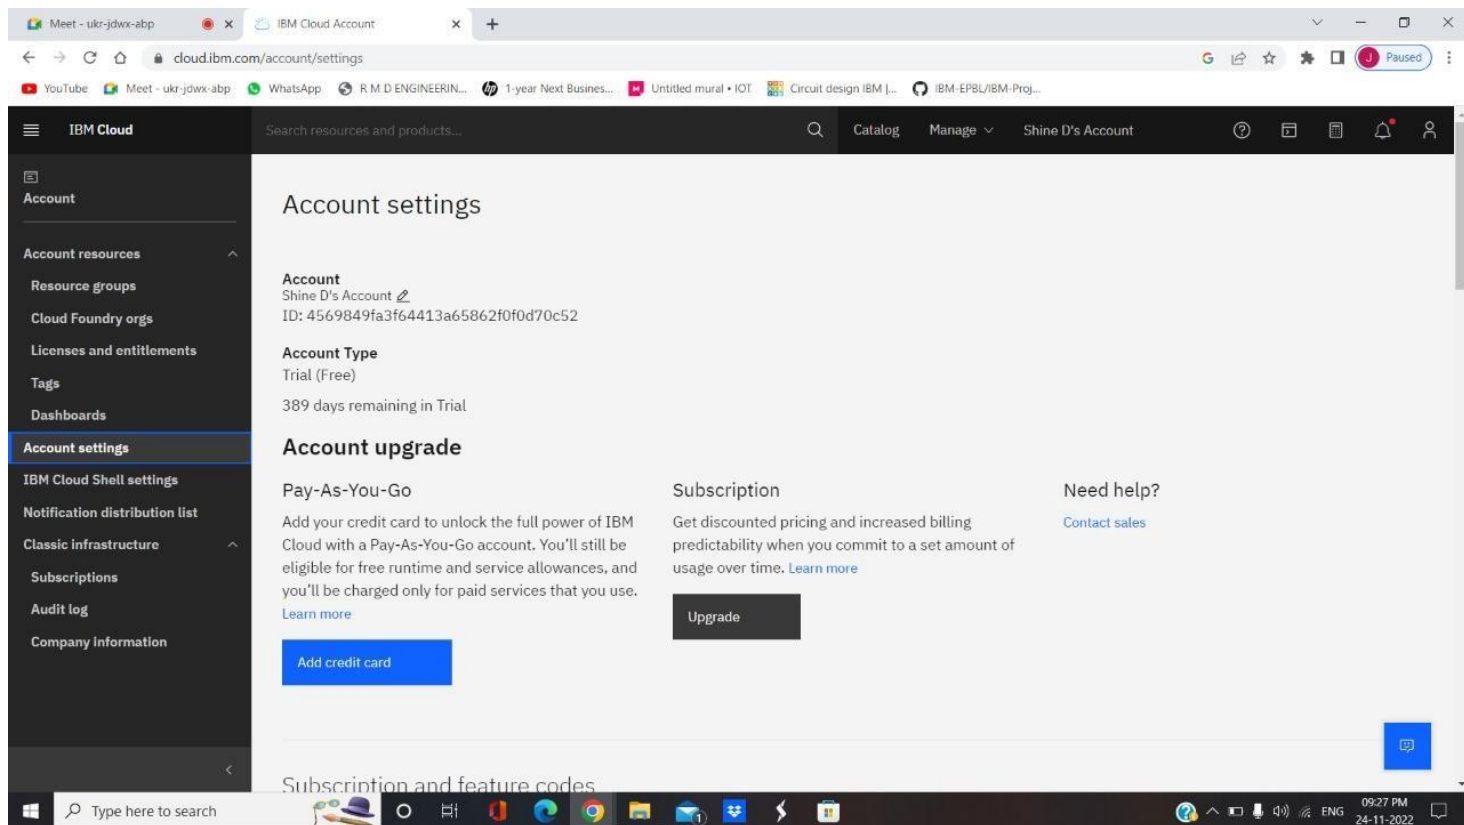 Meet - ukr-jdwx-abp
IBM Cloud Account
cloud.ibm.com/account/settings
Paused
YouTube
Meet - ukr-jdwx-abp
WhatsApp
R M D ENGINEERIN...
1-year Next Busines...
Untitled mural • IOT
Circuit design IBM |...
IBM-EPBL/IBM-Proj...
IBM Cloud
Search resources and products...
Catalog
Manage
Shine D's Account
Account
Account resources
Resource groups
Cloud Foundry orgs
Licenses and entitlements
Tags
Dashboards
Account settings
IBM Cloud Shell settings
Notification distribution list
Classic infrastructure
Subscriptions
Audit log
Company information
Account settings
Account
Shine D's Account
ID: 4569849fa3f64413a65862f0f0d70c52
Account Type
Trial (Free)
389 days remaining in Trial
Account upgrade
Pay-As-You-Go
Add your credit card to unlock the full power of IBM
Cloud with a Pay-As-You-Go account. You'll still be
eligible for free runtime and service allowances, and
you'll be charged only for paid services that you use.
Learn more
Add credit card
Subscription
Get discounted pricing and increased billing
predictability when you commit to a set amount of
usage over time. Learn more
Upgrade
Need help?
Contact sales
Subscription and feature codes
Type here to search
ENG
09:27 PM
24-11-2022